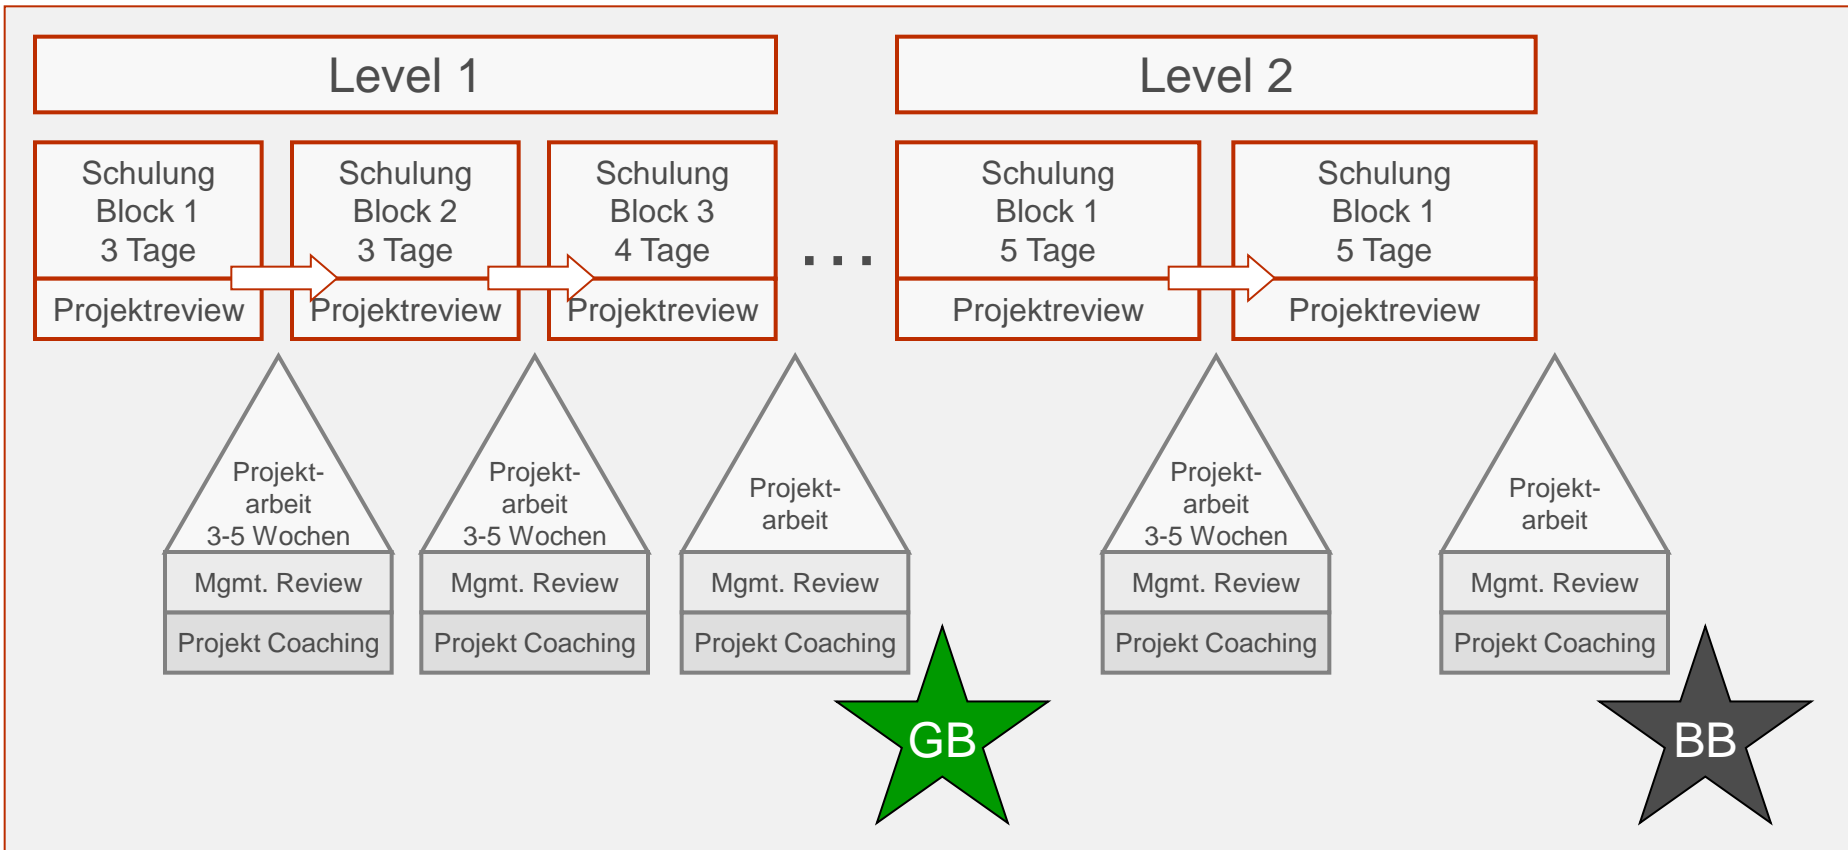 Level 1
Level 2
Schulung
Block 1
3 Tage
Projektreview
Schulung
Block 2
3 Tage
Projektreview
Schulung
Block 3
4 Tage
Projektreview
...
Schulung
Block 1
5 Tage
Projektreview
Schulung
Block 1
5 Tage
Projektreview
Projekt-
arbeit
3-5 Wochen
Mgmt. Review
Projekt Coaching
Projekt-
arbeit
3-5 Wochen
Mgmt. Review
Projekt Coaching
Projekt-
arbeit
Mgmt. Review
Projekt Coaching
GB
Projekt-
arbeit
3-5 Wochen
Mgmt. Review
Projekt Coaching
Projekt-
arbeit
Mgmt. Review
Projekt Coaching
BB